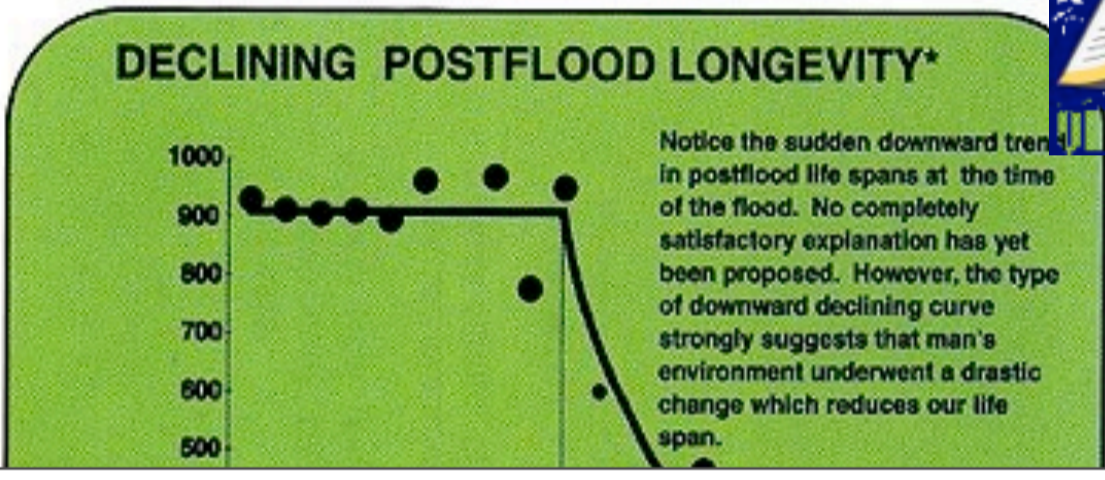 DECLINING POSTFLOOD LONGEVITY*
Notice the sudden downward trend
in postflood life spans at the time
of the flood. No completely
satisfactory explanation has yet
been proposed. However, the type
of downward declining curve
strongly suggests that man's
environment underwent a drastic
change which reduces our life
span.
1000
900
800
700
600
500